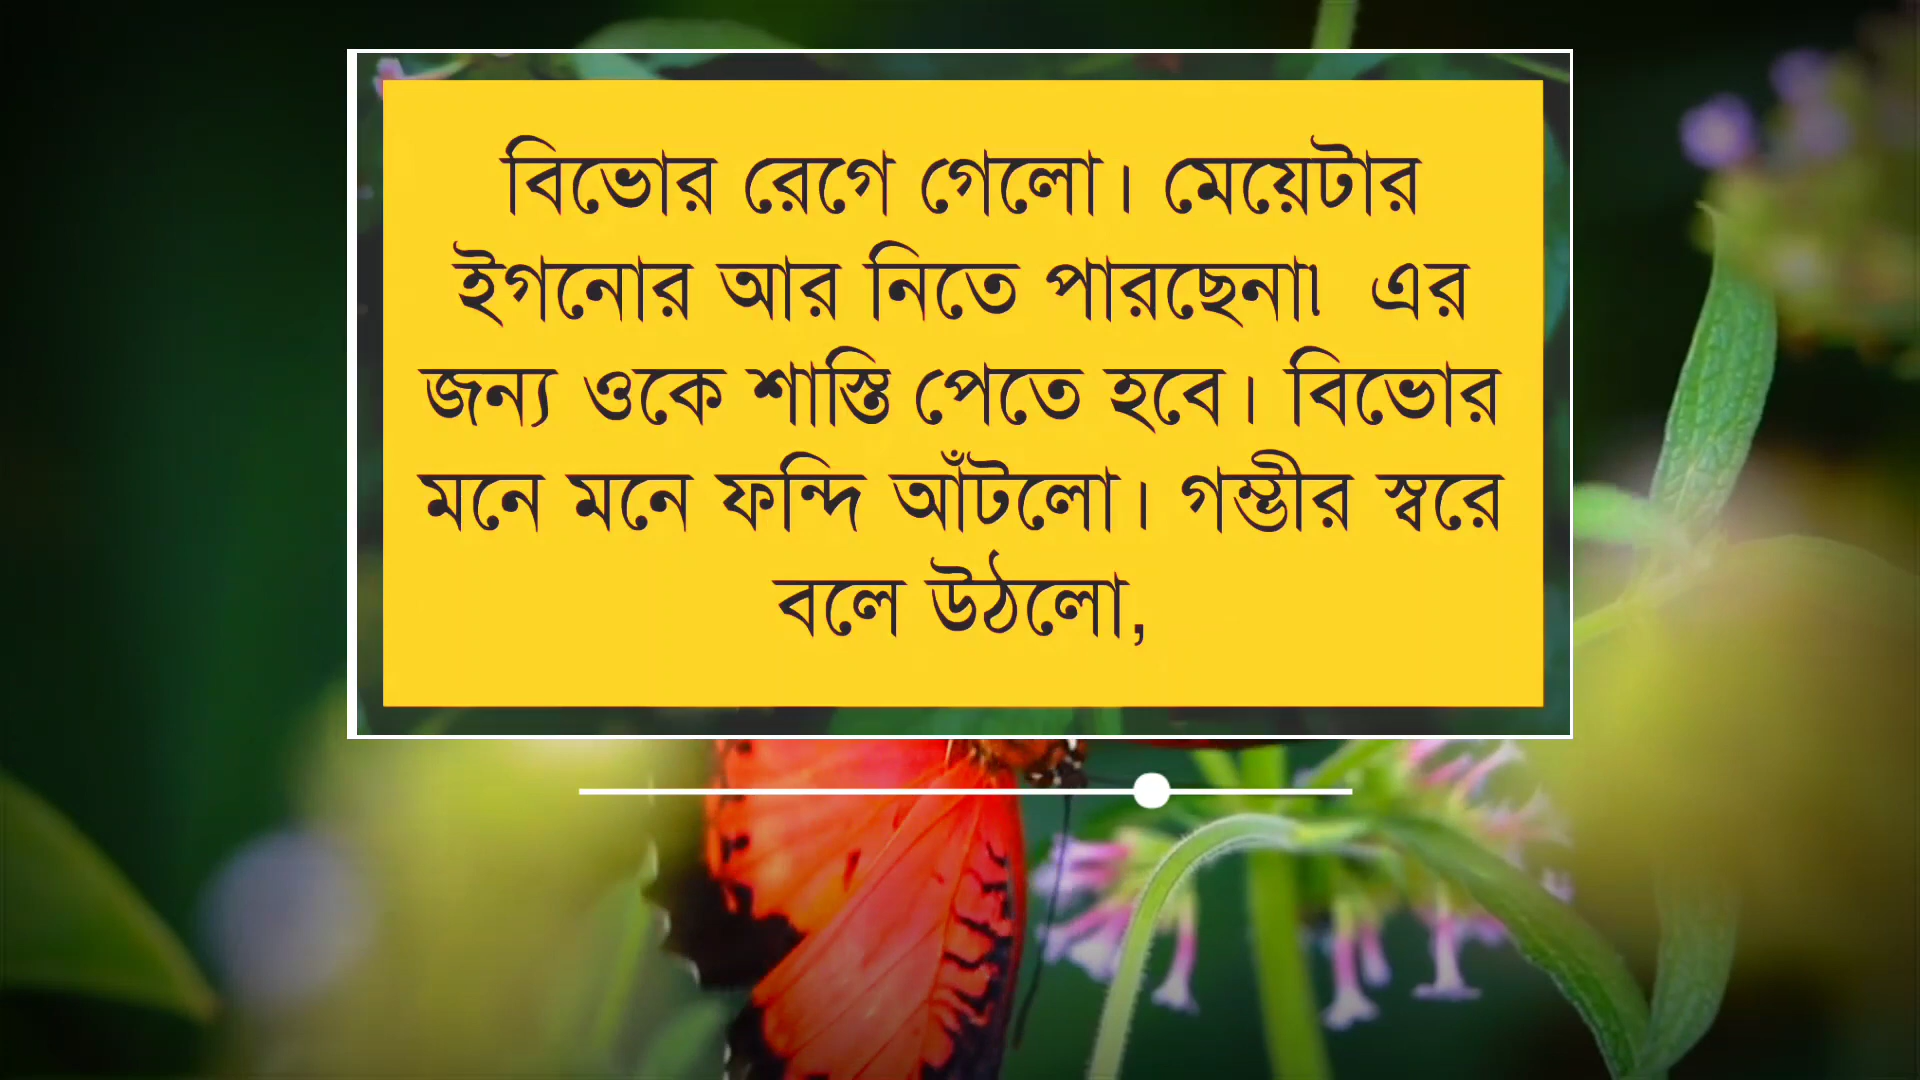 বিভোর রেগে গেলো। মেয়েটার
ইগনোর আর নিতে পারছেনা৷ এর
জন্য ওকে শাস্তি পেতে হবে। বিভোর
মনে মনে ফন্দি আঁটলো। গম্ভীর স্বরে
বলে উঠলো,